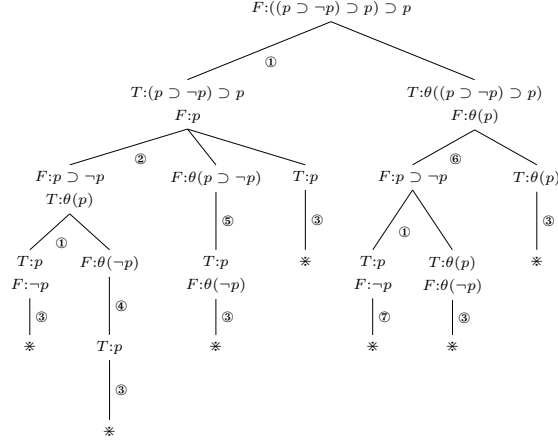 F:((p ⊃ ¬p) ⊃ p) ⊃ p
①
T:(p ⊃ ¬p) ⊃ p
T:θ((p ⊃ ¬p) ⊃ p)
F:p
F:θ(p)
②
⑥
F:p ⊃ ¬p
F:θ(p ⊃ ¬p)
T:p
F:p ⊃ ¬p
T:θ(p)
T:θ(p)
⑤
③
③
①
①
T:p
F:θ(¬p)
T:p
⋇
T:p
T:θ(p)
⋇
F:¬p
F:θ(¬p)
F:¬p
F:θ(¬p)
③
④
③
⑦
③
⋇
T:p
⋇
⋇
⋇
③
⋇